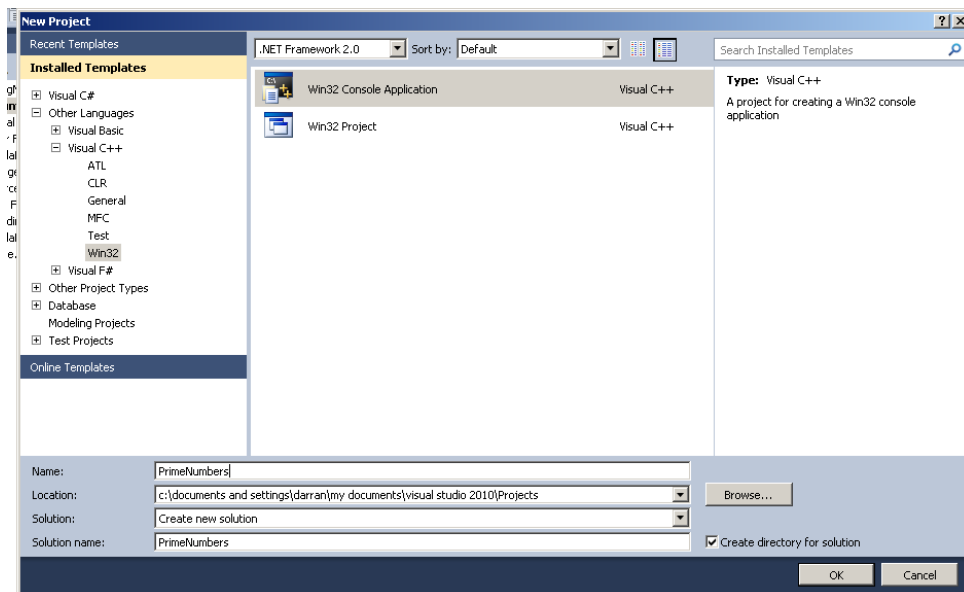 New Project
Recent Templates
Installed Templates
Visual C#
Other Languages
Visual Basic
Visual C++
ATL
CLR
General
MFC
Test
Win32
Visual F#
Other Project Types
Database
Modeling Projects
Test Projects
Online Templates
.NET Framework 2.0 Sort by: Default
Win32 Console Application Visual C++
Win32 Project Visual C++
Search Installed Templates
Type: Visual C++
A project for creating a Win32 console
application
Name: PrimeNumbers
Location: c:\documents and settings\darran\my documents\visual studio 2010\Projects Browse...
Solution: Create new solution
Solution name: PrimeNumbers Create directory for solution
OK Cancel